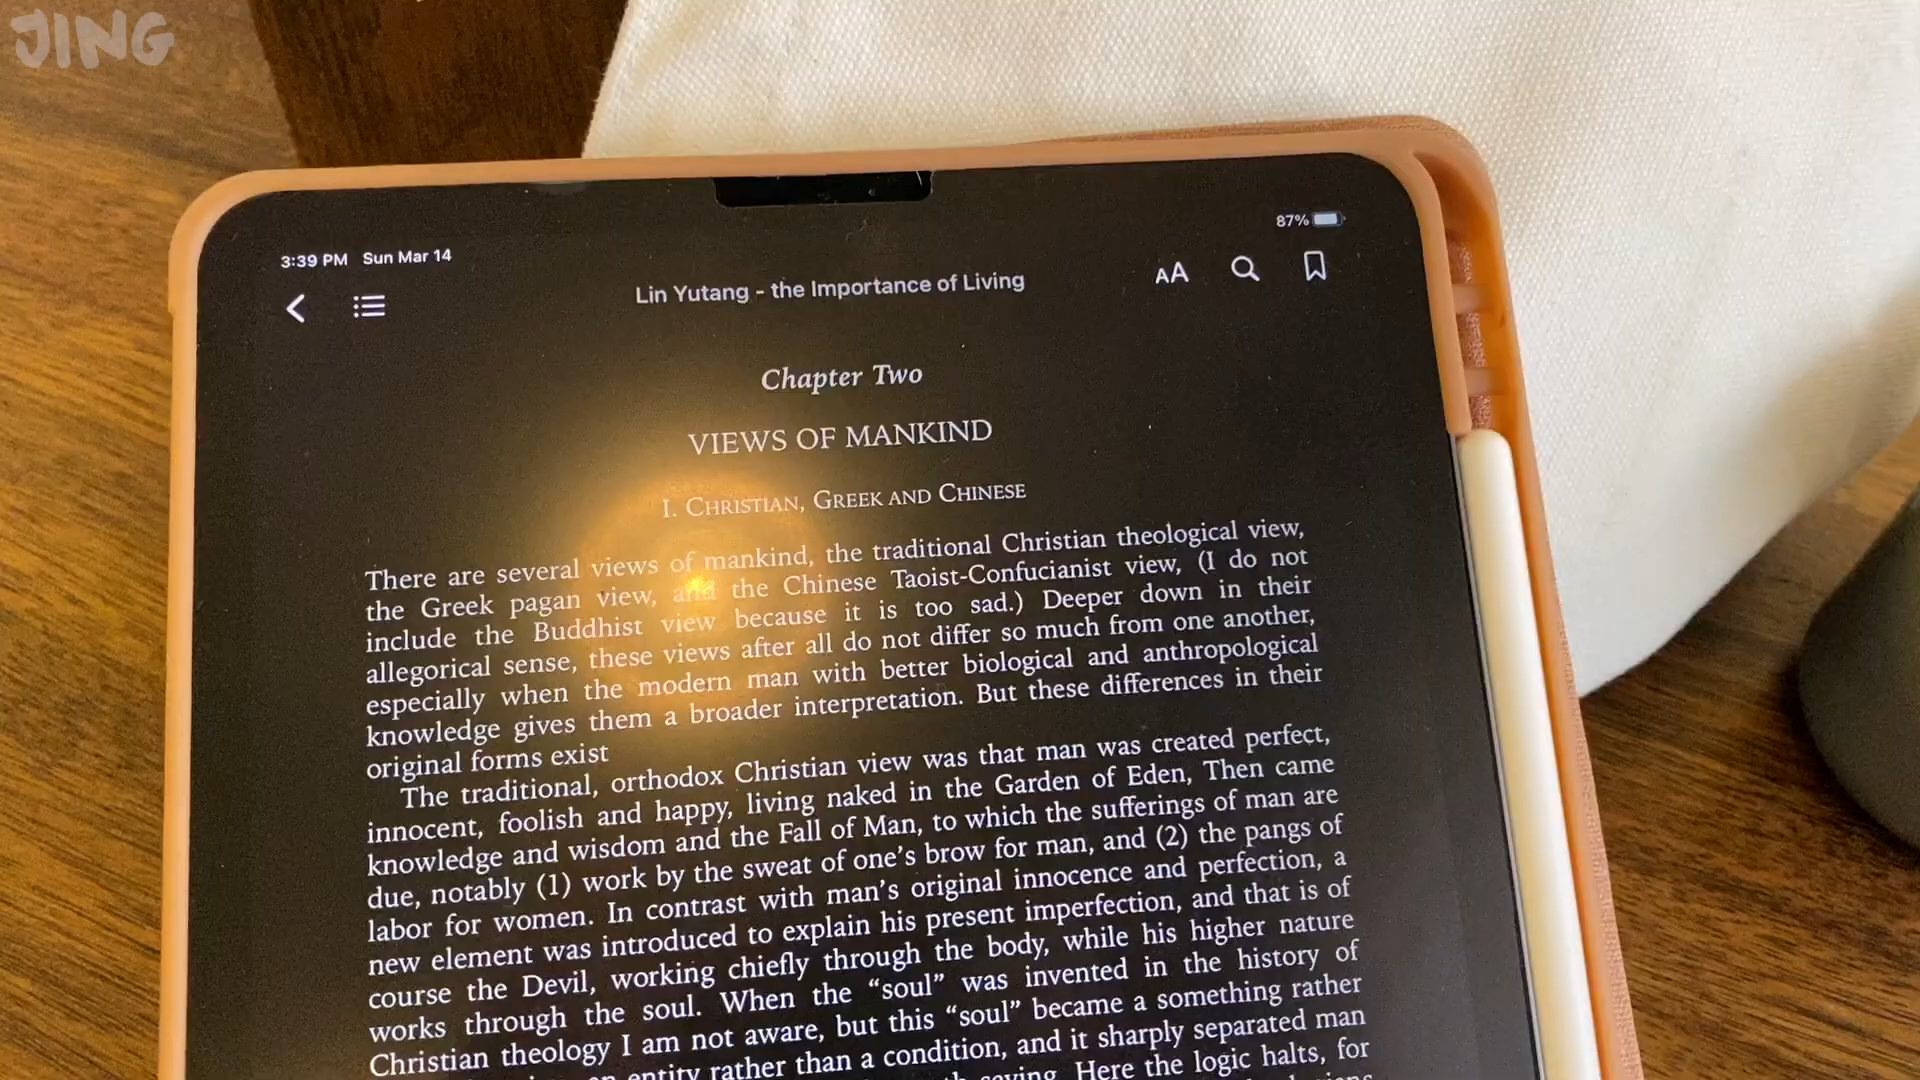 JING
87%
3:39 PM Sun Mar 14
Lin Yutang - the Importance of Living
AA
Chapter Two
VIEWS OF MANKIND
I. CHRISTIAN, GREEK AND CHINESE
There are several views of mankind, the traditional Christian theological view,
the Greek pagan view, and the Chinese Taoist-Confucianist view, (I do not
include the Buddhist view because it is too sad.) Deeper down in their
allegorical sense, these views after all do not differ so much from one another,
especially when the modern man with better biological and anthropological
knowledge gives them a broader interpretation. But these differences in their
original forms exist
The traditional, orthodox Christian view was that man was created perfect,
innocent, foolish and happy, living naked in the Garden of Eden, Then came
knowledge and wisdom and the Fall of Man, to which the sufferings of man are
due, notably (1) work by the sweat of one's brow for man, and (2) the pangs of
labor for women. In contrast with man's original innocence and perfection, a
new element was introduced to explain his present imperfection, and that is of
course the Devil, working chiefly through the body, while his higher nature
works through the soul. When the “soul” was invented in the history of
Christian theology I am not aware, but this “soul” became a something rather
entity rather than a condition, and it sharply separated man
saying. Here the logic halts, for